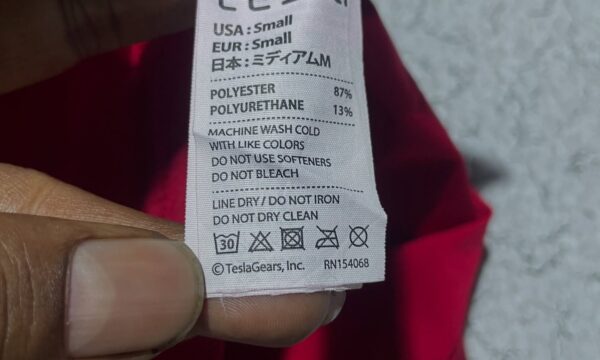 USA : Small
EUR : Small
日本 : ミディアムM
POLYESTER 87%
POLYURETHANE 13%
MACHINE WASH COLD
WITH LIKE COLORS
DO NOT USE SOFTENERS
DO NOT BLEACH
LINE DRY / DO NOT IRON
DO NOT DRY CLEAN
30
© TeslaGears, Inc. RN154068